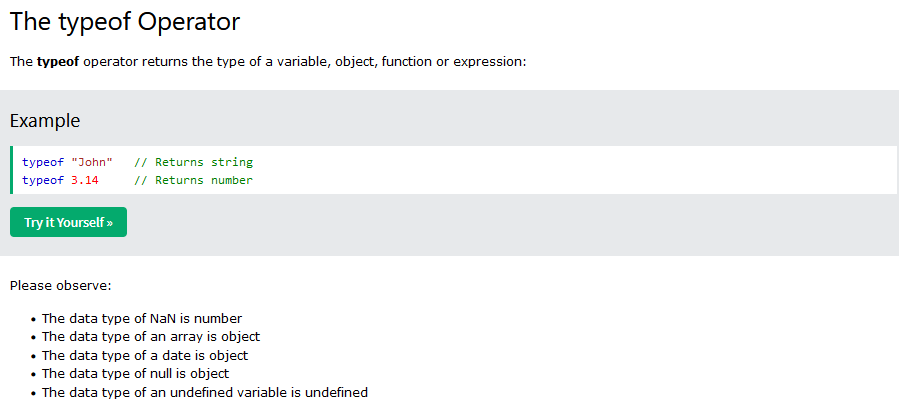 The typeof Operator
The typeof operator returns the type of a variable, object, function or expression:
Example
typeof "John"   // Returns string
typeof 3.14     // Returns number
Try it Yourself »
Please observe:
• The data type of NaN is number
• The data type of an array is object
• The data type of a date is object
• The data type of null is object
• The data type of an undefined variable is undefined